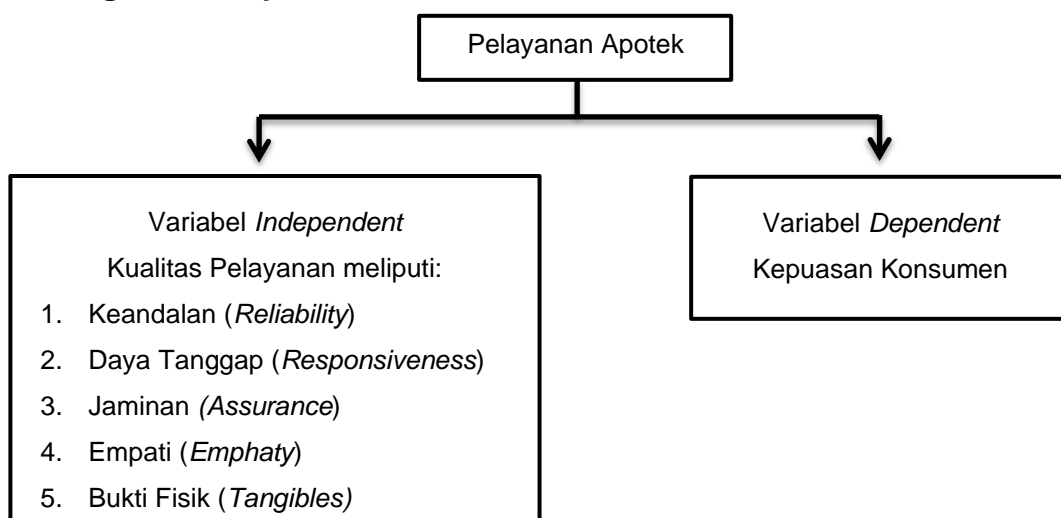 Pelayanan Apotek
Variabel Independent
Kualitas Pelayanan meliputi:
1. Keandalan (Reliability)
2. Daya Tanggap (Responsiveness)
3. Jaminan (Assurance)
4. Empati (Emphaty)
5. Bukti Fisik (Tangibles)
Variabel Dependent
Kepuasan Konsumen